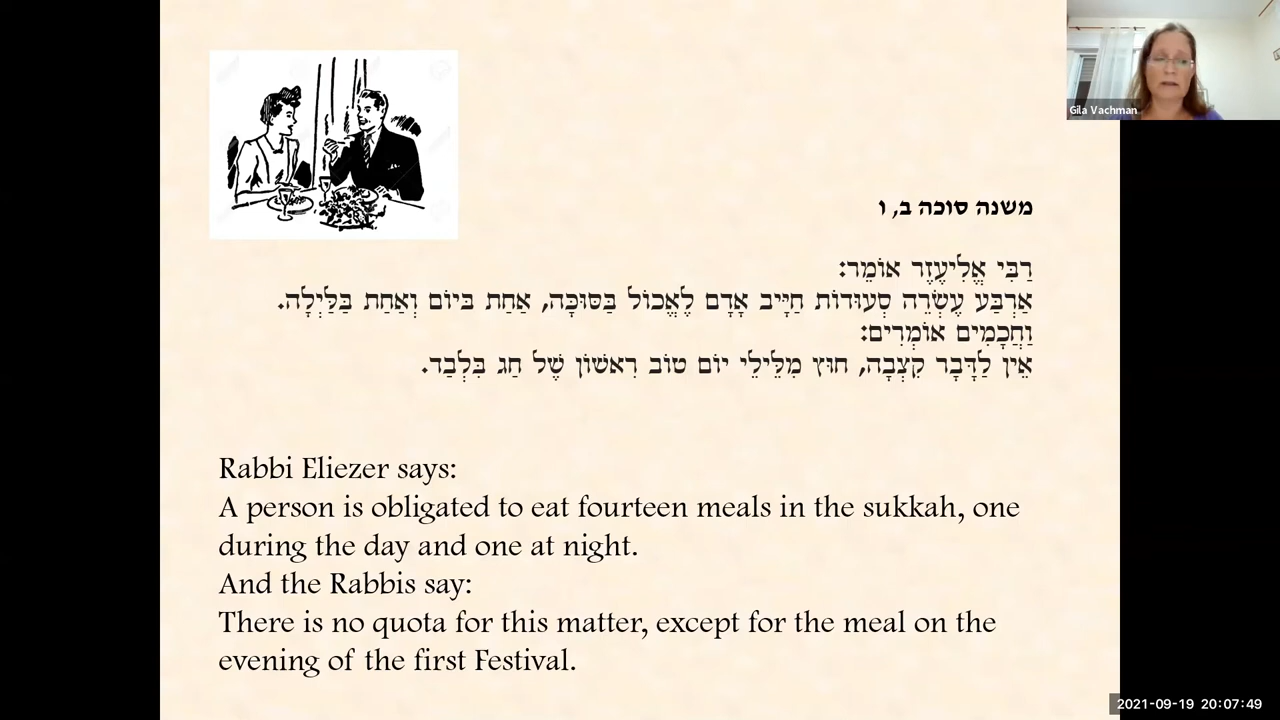 Gila Vachman
משנה סוכה ב, ו
רַבִּי אֱלִיעֶזֶר אוֹמֵר:
אַרְבַּע עֶשְׂרֵה סְעוּדוֹת חַיָּיב אָדָם לֶאֱכוֹל בַּסּוּכָּה, אַחַת בּיוֹם וְאַחַת בַּלַּיְלָה.
וַחֲכָמִים אוֹמְרִים:
אֵין לַדָּבָר קִצְבָה, חוּץ מִלֵּילֵי יוֹם טוֹב רִאשׁוֹן שֶׁל חַג בִּלְבַד.
Rabbi Eliezer says:
A person is obligated to eat fourteen meals in the sukkah, one
during the day and one at night.
And the Rabbis say:
There is no quota for this matter, except for the meal on the
evening of the first Festival.
2021-09-19 20:07:49